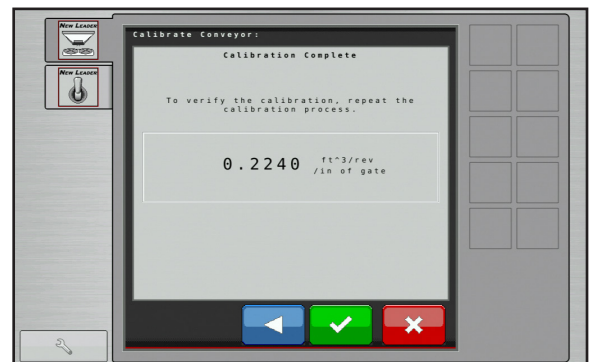 NEW LEADER
NEW LEADER
Calibrate Conveyor:
Calibration Complete
To verify the calibration, repeat the
calibration process.
0.2240 ft^3/rev
/in of gate